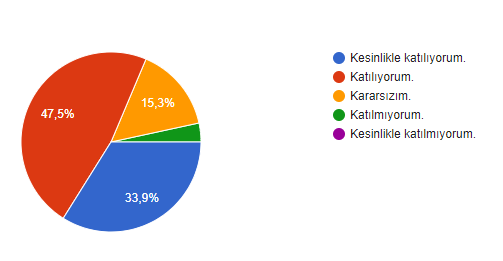 47,5%
15,3%
33,9%
Kesinlikle katılıyorum.
Katılıyorum.
Kararsızım.
Katılmıyorum.
Kesinlikle katılmıyorum.